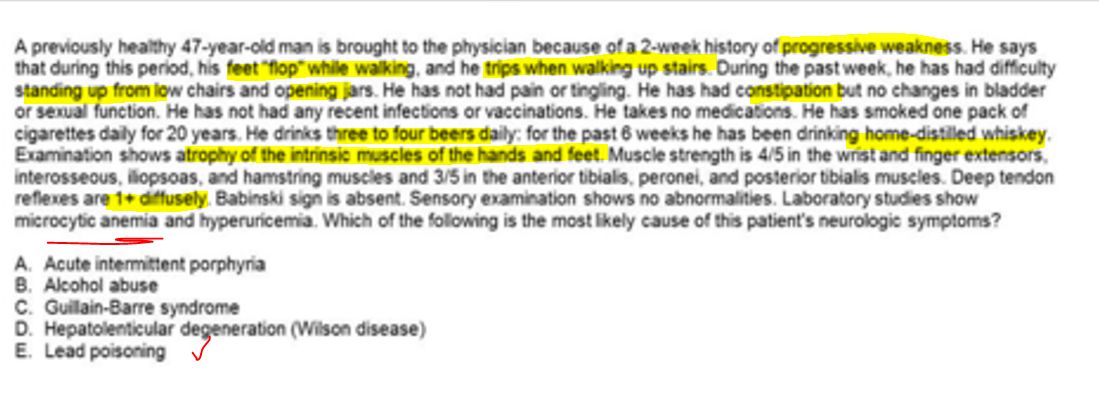 A previously healthy 47-year-old man is brought to the physician because of a 2-week history of progressive weakness. He says
that during this period, his feet "flop" while walking, and he trips when walking up stairs. During the past week, he has had difficulty
standing up from low chairs and opening jars. He has not had pain or tingling. He has had constipation but no changes in bladder
or sexual function. He has not had any recent infections or vaccinations. He takes no medications. He has smoked one pack of
cigarettes daily for 20 years. He drinks three to four beers daily; for the past 6 weeks he has been drinking home-distilled whiskey.
Examination shows atrophy of the intrinsic muscles of the hands and feet. Muscle strength is 4/5 in the wrist and finger extensors,
interosseous, iliopsoas, and hamstring muscles and 3/5 in the anterior tibialis, peronei, and posterior tibialis muscles. Deep tendon
reflexes are 1+ diffusely. Babinski sign is absent. Sensory examination shows no abnormalities. Laboratory studies show
microcytic anemia and hyperuricemia. Which of the following is the most likely cause of this patient's neurologic symptoms?
A. Acute intermittent porphyria
B. Alcohol abuse
C. Guillain-Barre syndrome
D. Hepatolenticular degeneration (Wilson disease)
E. Lead poisoning